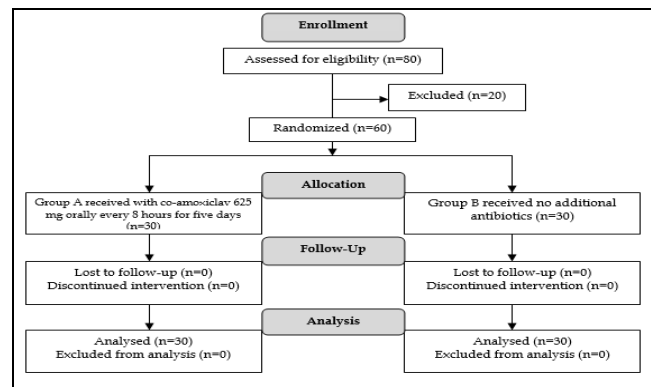 Enrollment
Assessed for eligibility (n=80)
Excluded (n=20)
Randomized (n=60)
Allocation
Group A received with co-amoxiclav 625
mg orally every 8 hours for five days
(n=30)
Group B received no additional
antibiotics (n=30)
Follow-Up
Lost to follow-up (n=0)
Discontinued intervention (n=0)
Lost to follow-up (n=0)
Discontinued intervention (n=0)
Analysis
Analysed (n=30)
Excluded from analysis (n=0)
Analysed (n=30)
Excluded from analysis (n=0)